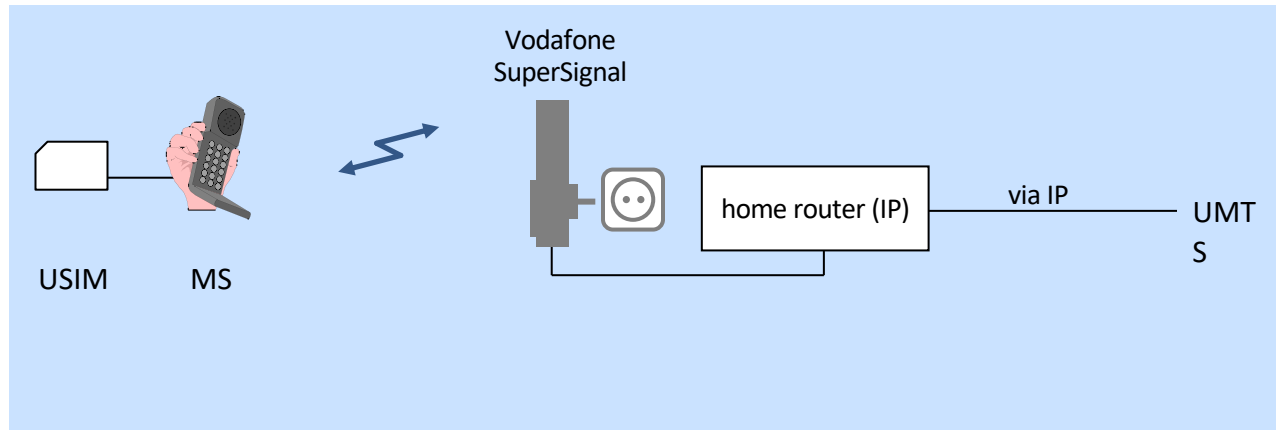 Vodafone
SuperSignal
home router (IP)
via IP
UMT
S
USIM
MS